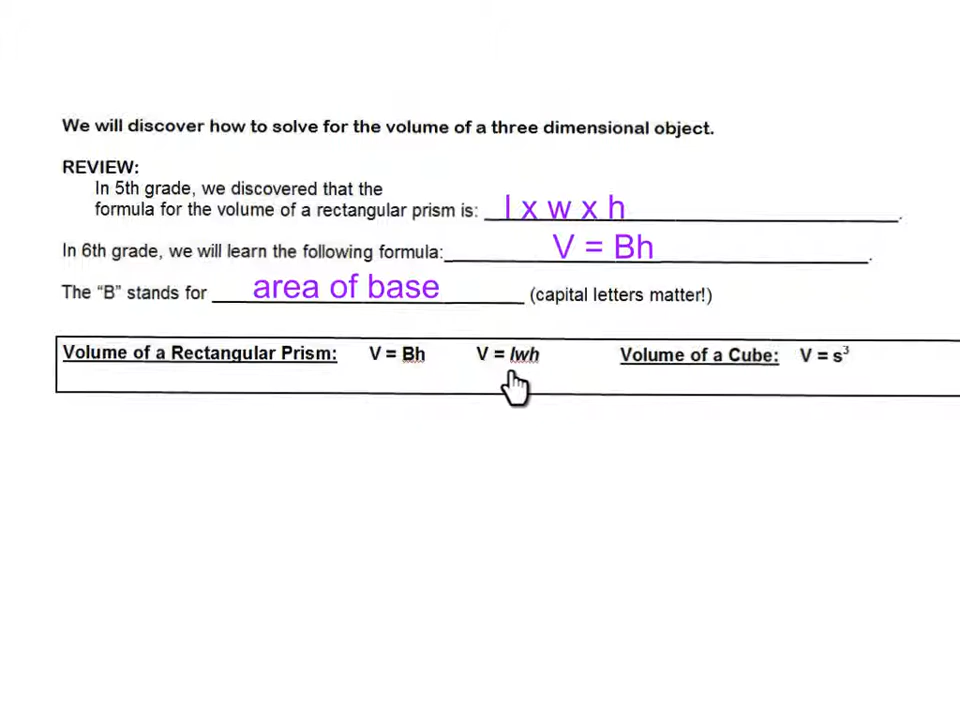 We will discover how to solve for the volume of a three dimensional object.
REVIEW:
In 5th grade, we discovered that the
formula for the volume of a rectangular prism is: l x w x h.
In 6th grade, we will learn the following formula: V = Bh.
The “B” stands for area of base (capital letters matter!)
Volume of a Rectangular Prism: V = Bh V = lwh Volume of a Cube: V = s³